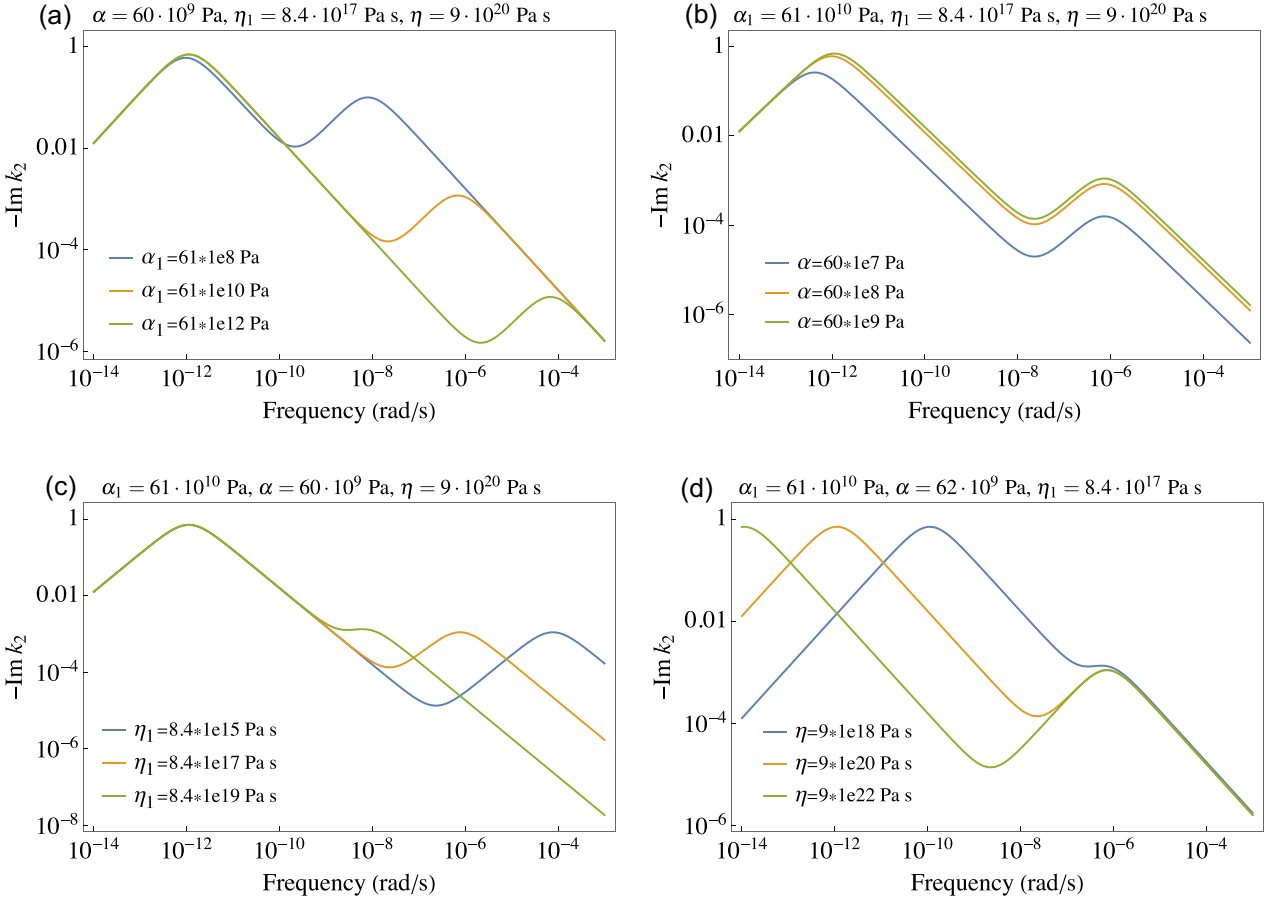 (a) α = 60 · 10⁹ Pa, η₁ = 8.4 · 10¹⁷ Pa s, η = 9 · 10²⁰ Pa s
−Im k₂
1
0.01
10⁻⁴
10⁻⁶
α₁=61*1e8 Pa
α₁=61*1e10 Pa
α₁=61*1e12 Pa
10⁻¹⁴ 10⁻¹² 10⁻¹⁰ 10⁻⁸ 10⁻⁶ 10⁻⁴
Frequency (rad/s)
(b) α₁ = 61 · 10¹⁰ Pa, η₁ = 8.4 · 10¹⁷ Pa s, η = 9 · 10²⁰ Pa s
−Im k₂
1
0.01
10⁻⁴
10⁻⁶
α=60*1e7 Pa
α=60*1e8 Pa
α=60*1e9 Pa
10⁻¹⁴ 10⁻¹² 10⁻¹⁰ 10⁻⁸ 10⁻⁶ 10⁻⁴
Frequency (rad/s)
(c) α₁ = 61 · 10¹⁰ Pa, α = 60 · 10⁹ Pa, η = 9 · 10²⁰ Pa s
−Im k₂
1
0.01
10⁻⁴
10⁻⁶
10⁻⁸
η₁=8.4*1e15 Pa s
η₁=8.4*1e17 Pa s
η₁=8.4*1e19 Pa s
10⁻¹⁴ 10⁻¹² 10⁻¹⁰ 10⁻⁸ 10⁻⁶ 10⁻⁴
Frequency (rad/s)
(d) α₁ = 61 · 10¹⁰ Pa, α = 62 · 10⁹ Pa, η₁ = 8.4 · 10¹⁷ Pa s
−Im k₂
1
0.01
10⁻⁴
10⁻⁶
η=9*1e18 Pa s
η=9*1e20 Pa s
η=9*1e22 Pa s
10⁻¹⁴ 10⁻¹² 10⁻¹⁰ 10⁻⁸ 10⁻⁶ 10⁻⁴
Frequency (rad/s)